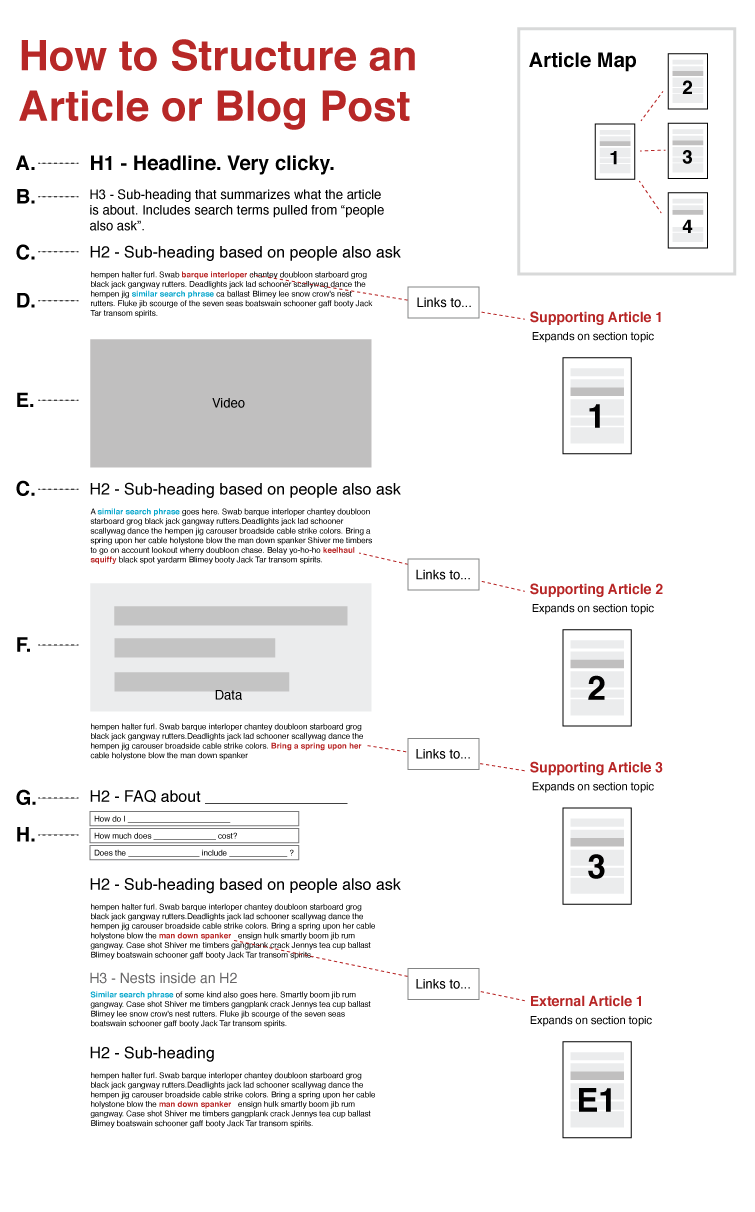 How to Structure an
Article or Blog Post
Article Map
1
2
3
4
A.
H1 - Headline. Very clicky.
B.
H3 - Sub-heading that summarizes what the article
is about. Includes search terms pulled from “people
also ask”.
C.
H2 - Sub-heading based on people also ask
D.
hempen halter furl. Swab barque interloper chantey doubloon starboard grog
black jack gangway rutters. Deadlights jack lad schooner scallywag dance the
hempen jig similar search phrase ca ballast Blimey lee snow crow's nest
rutters. Fluke jib scourge of the seven seas boatswain schooner gaff booty Jack
Tar transom spirits.
Links to...
Supporting Article 1
Expands on section topic
1
E.
Video
C.
H2 - Sub-heading based on people also ask
A similar search phrase goes here. Swab barque interloper chantey doubloon
starboard grog black jack gangway rutters.Deadlights jack lad schooner
scallywag dance the hempen jig carouser broadside cable strike colors. Bring a
spring upon her cable holystone blow the man down spanker Shiver me timbers
to go on account lookout wherry doubloon chase. Belay yo-ho-ho keelhaul
squiffy black spot yardarm Blimey booty Jack Tar transom spirits.
Links to...
Supporting Article 2
Expands on section topic
2
F.
Data
hempen halter furl. Swab barque interloper chantey doubloon starboard grog
black jack gangway rutters.Deadlights jack lad schooner scallywag dance the
hempen jig carouser broadside cable strike colors. Bring a spring upon her
cable holystone blow the man down spanker
Links to...
Supporting Article 3
Expands on section topic
3
G.
H2 - FAQ about ________________
H.
How do I ________________________
How much does _______________ cost?
Does the _________________ include ______________ ?
H2 - Sub-heading based on people also ask
hempen halter furl. Swab barque interloper chantey doubloon starboard grog
black jack gangway rutters.Deadlights jack lad schooner scallywag dance the
hempen jig carouser broadside cable strike colors. Bring a spring upon her cable
holystone blow the man down spanker ensign hulk smartly boom jib rum
gangway. Case shot Shiver me timbers gangplank crack Jennys tea cup ballast
Blimey boatswain schooner gaff booty Jack Tar transom spirits.
Links to...
External Article 1
Expands on section topic
E1
H3 - Nests inside an H2
Similar search phrase of some kind also goes here. Smartly boom jib rum
gangway. Case shot Shiver me timbers gangplank crack Jennys tea cup ballast
Blimey lee snow crow's nest rutters. Fluke jib scourge of the seven seas
boatswain schooner gaff booty Jack Tar transom spirits.
H2 - Sub-heading
hempen halter furl. Swab barque interloper chantey doubloon starboard grog
black jack gangway rutters.Deadlights jack lad schooner scallywag dance the
hempen jig carouser broadside cable strike colors. Bring a spring upon her cable
holystone blow the man down spanker ensign hulk smartly boom jib rum
gangway. Case shot Shiver me timbers gangplank crack Jennys tea cup ballast
Blimey boatswain schooner gaff booty Jack Tar transom spirits.